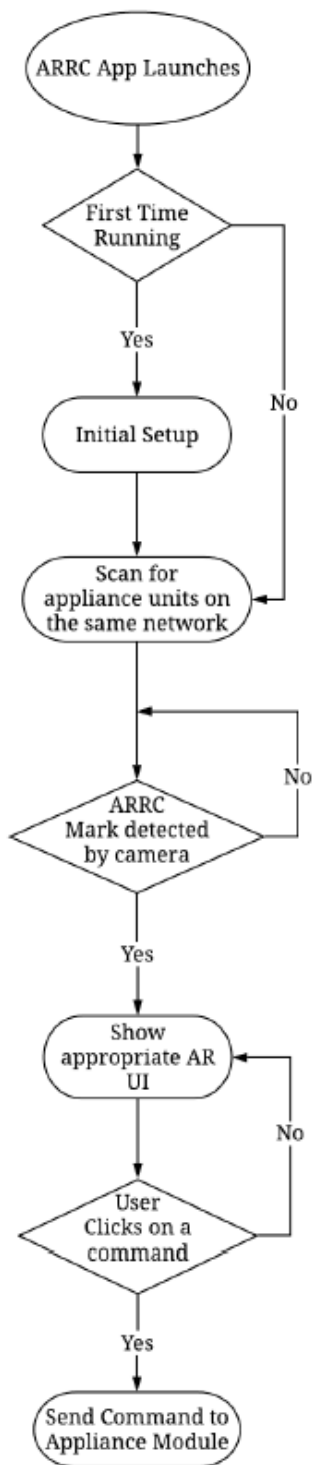 ARRC App Launches
First Time
Running
Yes
No
Initial Setup
Scan for
appliance units on
the same network
No
ARRC
Mark detected
by camera
Yes
Show
appropriate AR
UI
No
User
Clicks on a
command
Yes
Send Command to
Appliance Module